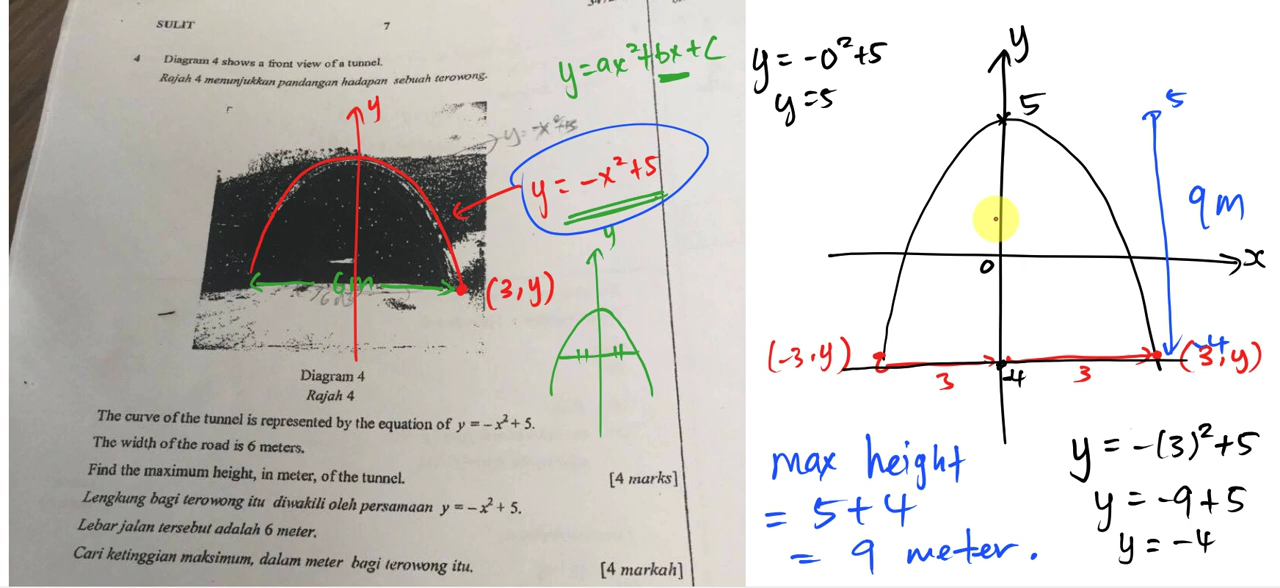 SULIT
7
4 Diagram 4 shows a front view of a tunnel.
Rajah 4 menunjukkan pandangan hadapan sebuah terowong.
y
y = -x²+5
6m
(3,y)
Diagram 4
Rajah 4
The curve of the tunnel is represented by the equation of y = – x² + 5.
The width of the road is 6 meters.
Find the maximum height, in meter, of the tunnel. [4 marks]
Lengkung bagi terowong itu diwakili oleh persamaan y = – x² + 5.
Lebar jalan tersebut adalah 6 meter.
Cari ketinggian maksimum, dalam meter bagi terowong itu. [4 markah]
y=ax²+bx+c
y = -x²+5
y
y = -0²+5
y=5
y
5
5
9m
0
x
(-3,y)
3
-4
3
-4
(3,y)
max height
= 5+4
= 9 meter.
y = -(3)²+5
y = -9+5
y = -4